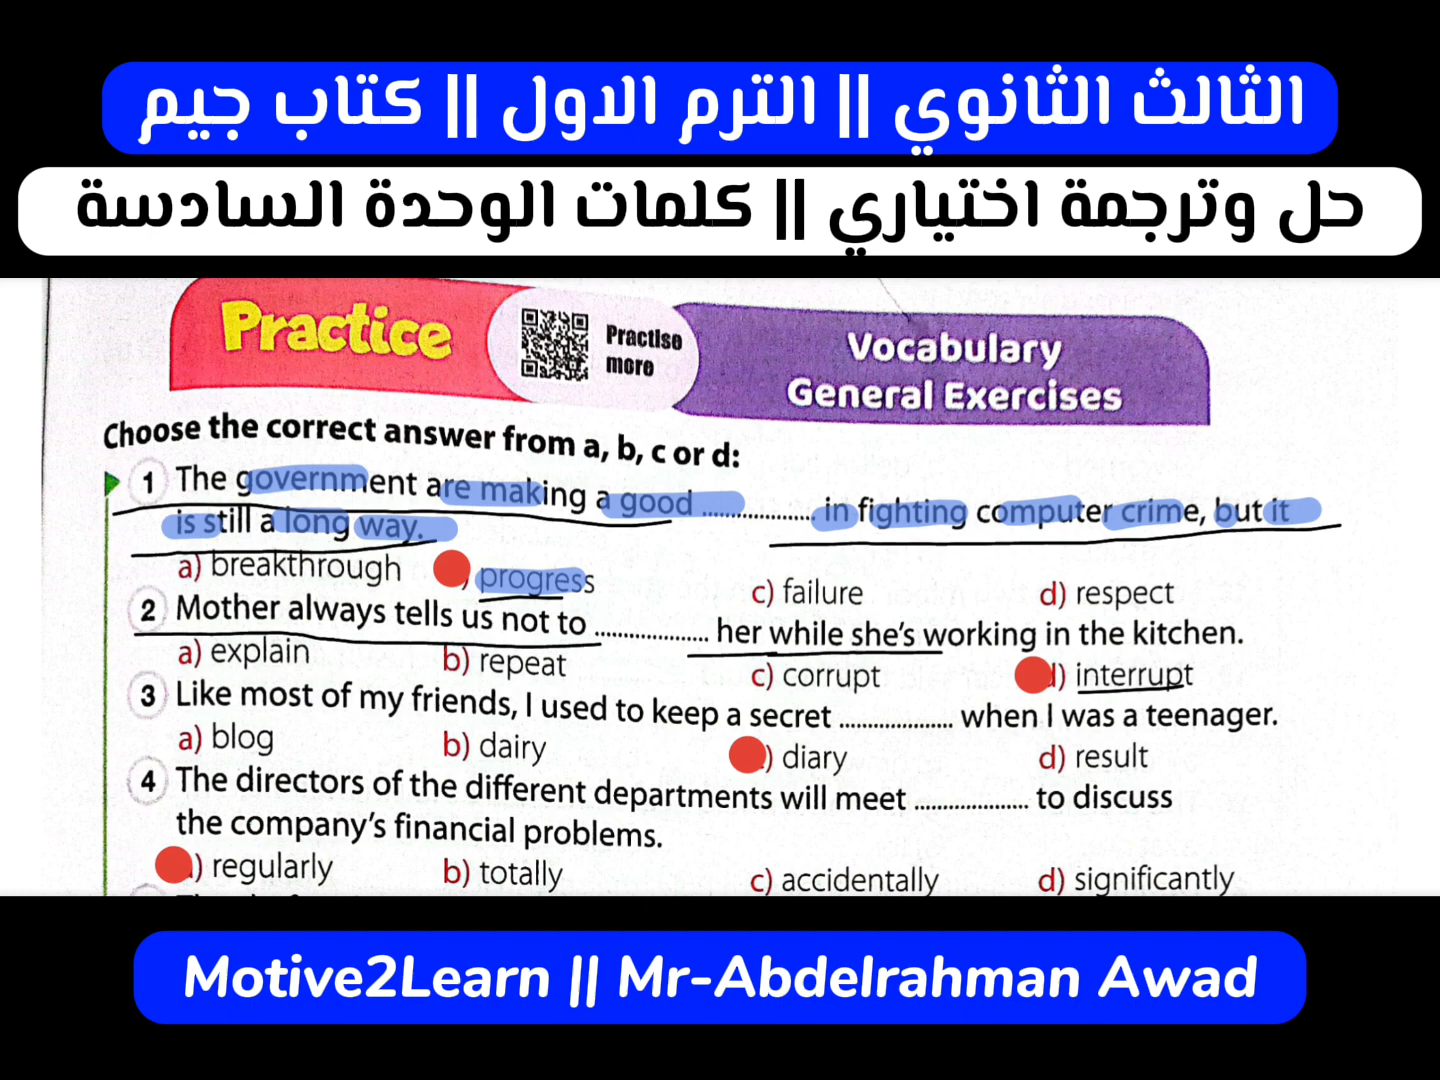 الثالث الثانوي || الترم الاول || كتاب جيم
حل وترجمة اختياري || كلمات الوحدة السادسة
Practice
Practise
more
Vocabulary
General Exercises
Choose the correct answer from a, b, c or d:
1 The government are making a good .................... in fighting computer crime, but it
is still a long way.
a) breakthrough ) progress c) failure d) respect
2 Mother always tells us not to .................... her while she's working in the kitchen.
a) explain b) repeat c) corrupt ) interrupt
3 Like most of my friends, I used to keep a secret .................... when I was a teenager.
a) blog b) dairy ) diary d) result
4 The directors of the different departments will meet .................... to discuss
the company's financial problems.
) regularly b) totally c) accidentally d) significantly
Motive2Learn || Mr-Abdelrahman Awad